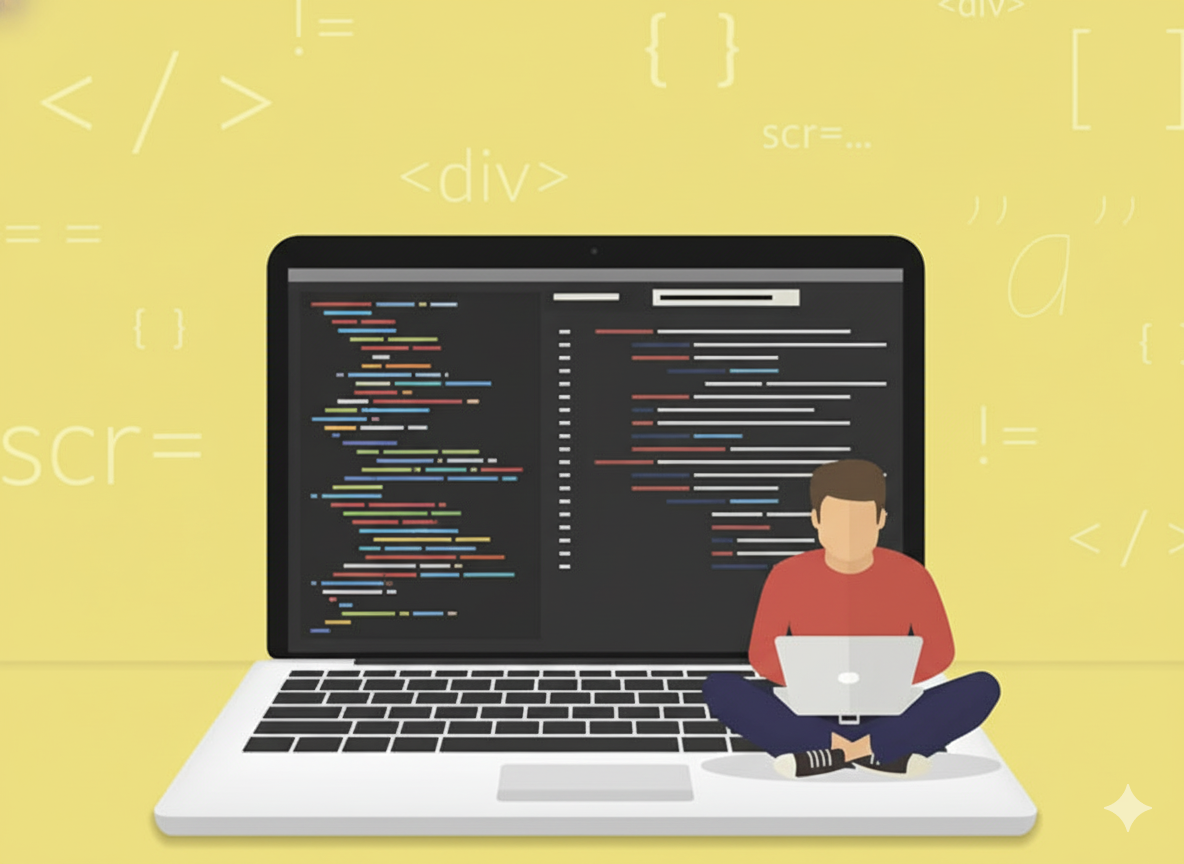 <div>
!=
{ }
[ ]
< / >
scr=...
<div>
,, ,,
a
= =
{ }
{
!=
scr=
< / >